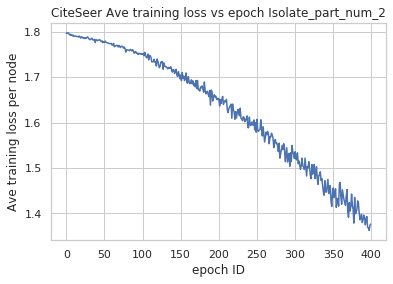 CiteSeer Ave training loss vs epoch Isolate_part_num_2
1.8
1.7
1.6
1.5
1.4
Ave training loss per node
0 50 100 150 200 250 300 350 400
epoch ID